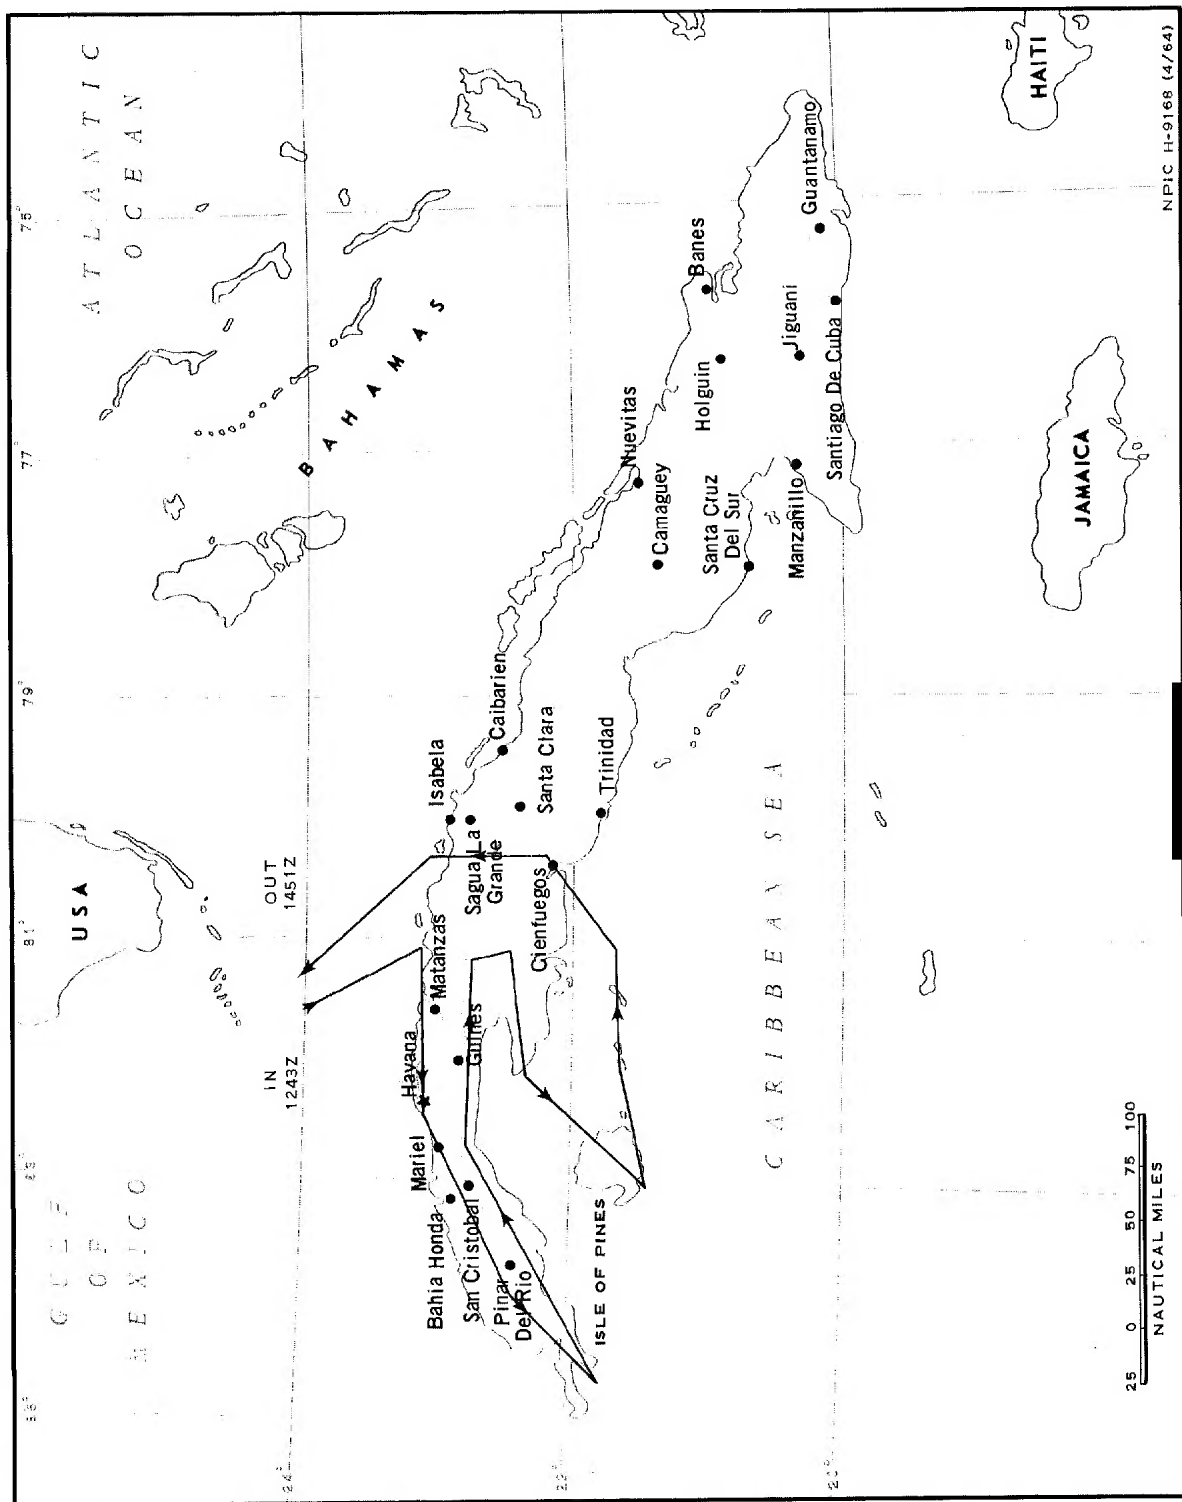 GULF
OF
MEXICO
USA
ATLANTIC
OCEAN
BAHAMAS
83°
81°
79°
77°
75°
24°
20°
IN
1243Z
OUT
1451Z
Havana
Matanzas
Mariel
Bahia Honda
San Cristobal
Pinar
Del Rio
Guines
Isabela
Sagua La
Grande
Caibarien
Santa Clara
Cienfuegos
Trinidad
Nuevitas
Camaguey
Santa Cruz
Del Sur
Holguin
Banes
Manzanillo
Jiguani
Santiago De Cuba
Guantanamo
ISLE OF PINES
CARIBBEAN SEA
JAMAICA
HAITI
25 0 25 50 75 100
NAUTICAL MILES
NPIC H-9168 (4/64)